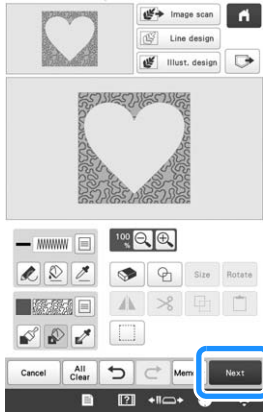 Image scan
Line design
Illust. design
100 %
Size Rotate
Cancel All Clear Mem Next